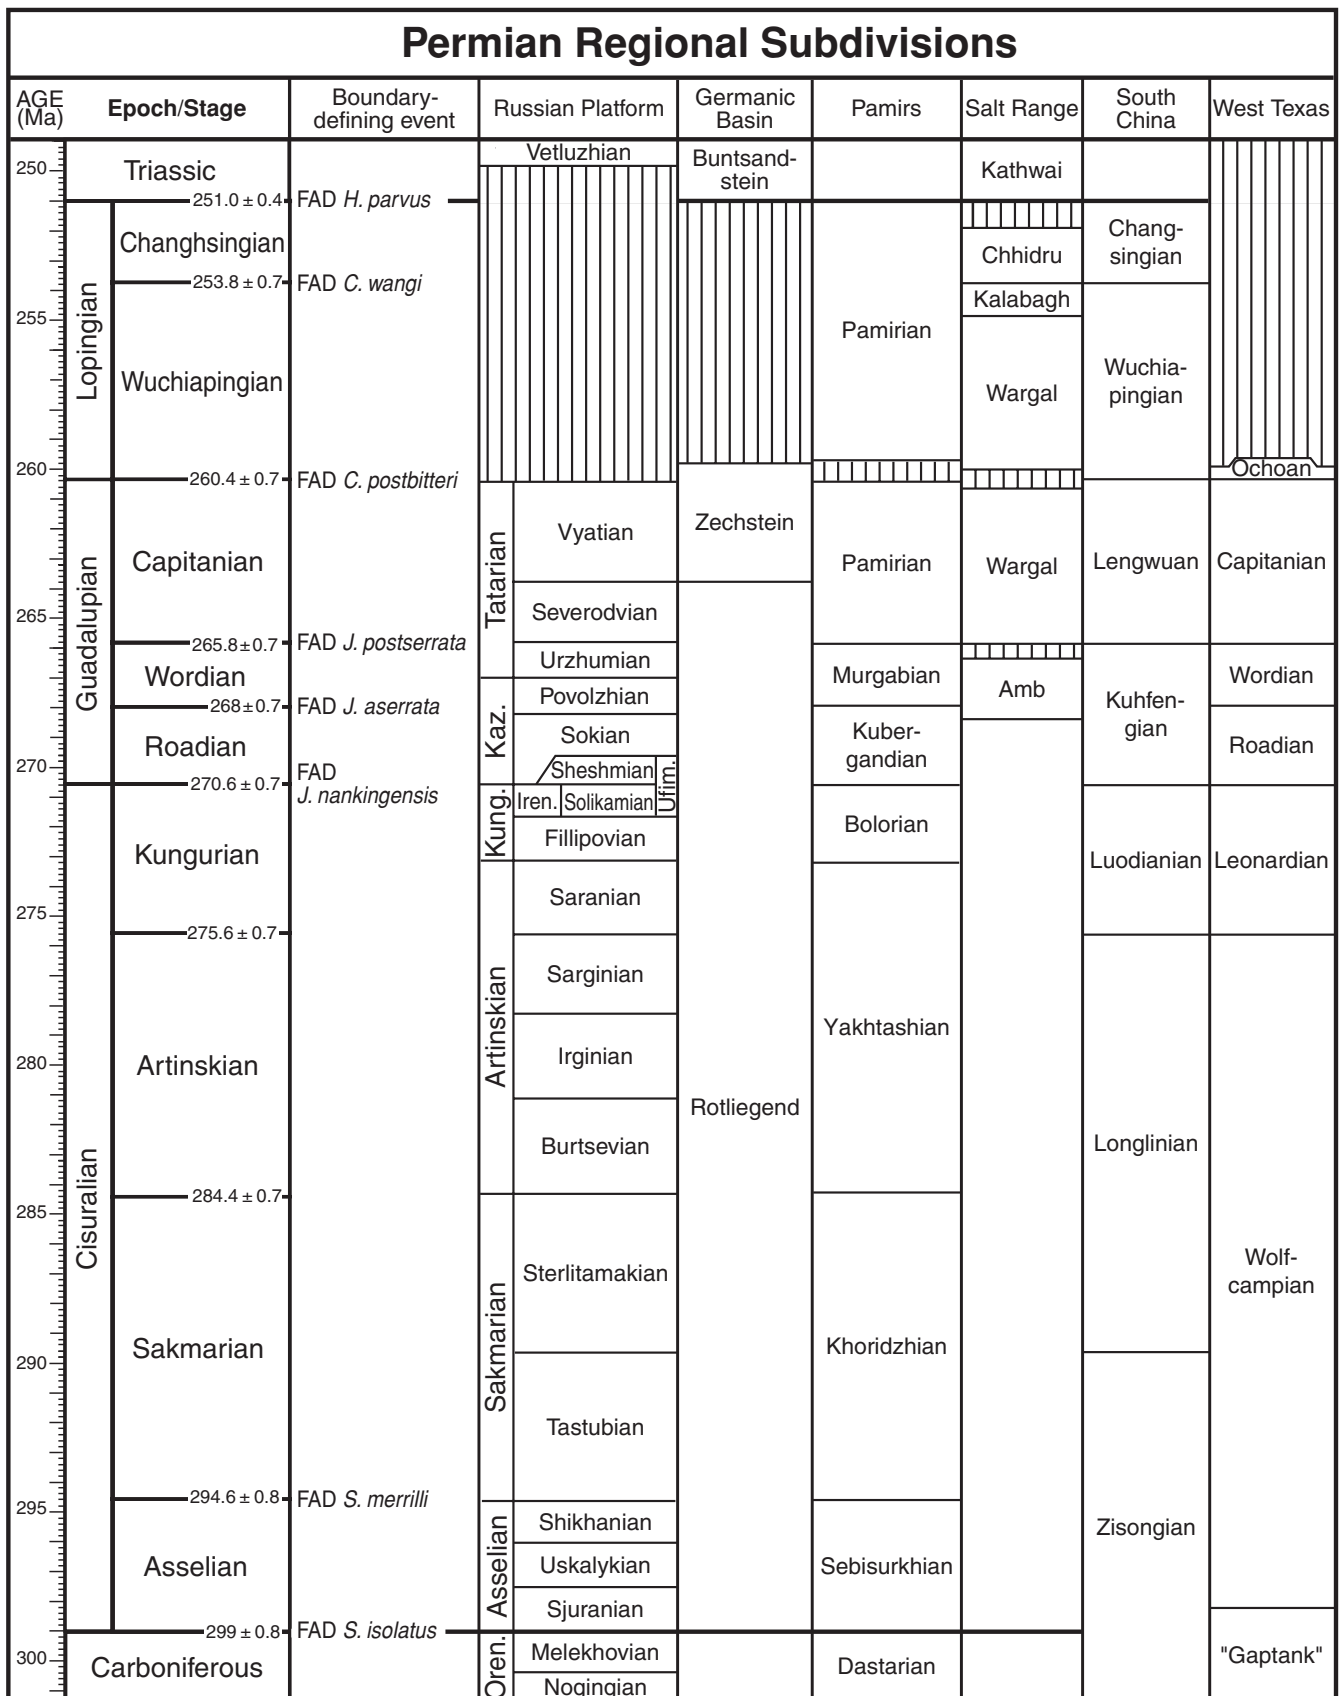 Permian Regional Subdivisions
AGE
(Ma)
Epoch/Stage
Boundary-
defining event
Russian Platform
Germanic
Basin
Pamirs
Salt Range
South
China
West Texas
250
255
260
265
270
275
280
285
290
295
300
Lopingian
Guadalupian
Cisuralian
Triassic
251.0 ± 0.4
Changhsingian
253.8 ± 0.7
Wuchiapingian
260.4 ± 0.7
Capitanian
265.8 ± 0.7
Wordian
268 ± 0.7
Roadian
270.6 ± 0.7
Kungurian
275.6 ± 0.7
Artinskian
284.4 ± 0.7
Sakmarian
294.6 ± 0.8
Asselian
299 ± 0.8
Carboniferous
FAD H. parvus
FAD C. wangi
FAD C. postbitteri
FAD J. postserrata
FAD J. aserrata
FAD
J. nankingensis
FAD S. merrilli
FAD S. isolatus
Vetluzhian
Tatarian
Vyatian
Severodvian
Urzhumian
Kaz.
Povolzhian
Sokian
Sheshmian
Ufim.
Kung.
Iren.
Solikamian
Fillipovian
Artinskian
Saranian
Sarginian
Irginian
Burtsevian
Sakmarian
Sterlitamakian
Tastubian
Asselian
Shikhanian
Uskalykian
Sjuranian
Oren.
Melekhovian
Nogingian
Buntsand-
stein
Zechstein
Rotliegend
Pamirian
Pamirian
Murgabian
Kuber-
gandian
Bolorian
Yakhtashian
Khoridzhian
Sebisurkhian
Dastarian
Kathwai
Chhidru
Kalabagh
Wargal
Wargal
Amb
Chang-
singian
Wuchia-
pingian
Lengwuan
Kuhfen-
gian
Luodianian
Longlinian
Zisongian
Ochoan
Capitanian
Wordian
Roadian
Leonardian
Wolf-
campian
"Gaptank"